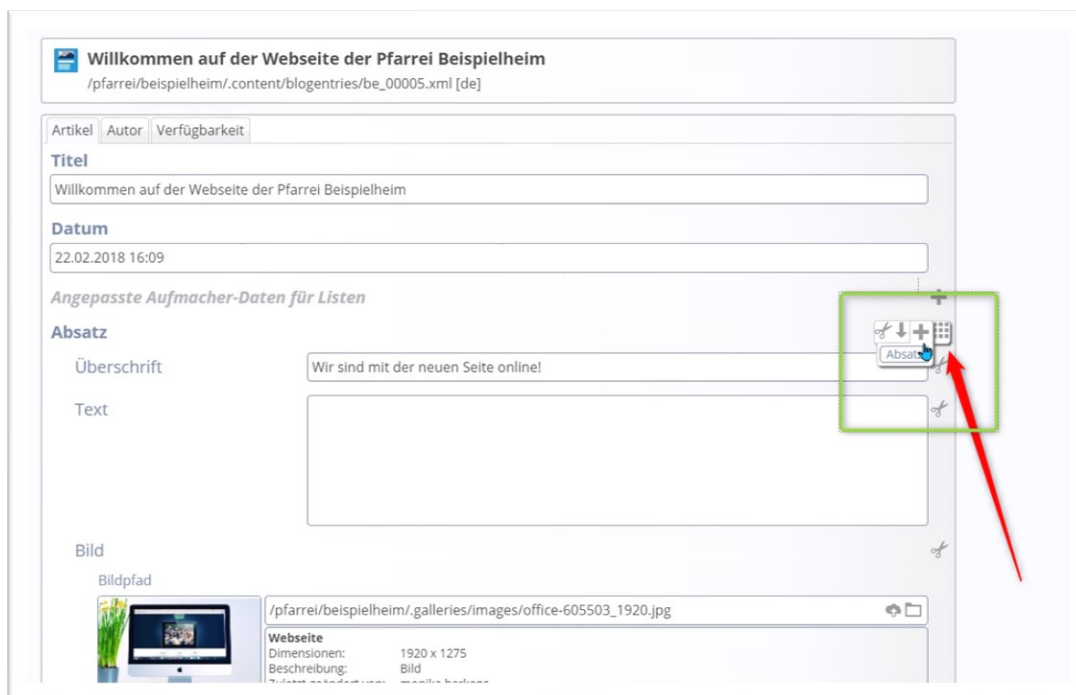 Willkommen auf der Webseite der Pfarrei Beispielheim
/pfarrei/beispielheim/.content/blogentries/be_00005.xml [de]
Artikel Autor Verfügbarkeit
Titel
Willkommen auf der Webseite der Pfarrei Beispielheim
Datum
22.02.2018 16:09
Angepasste Aufmacher-Daten für Listen
Absatz
Überschrift Wir sind mit der neuen Seite online!
Text
Bild
Bildpfad
/pfarrei/beispielheim/.galleries/images/office-605503_1920.jpg
Webseite
Dimensionen: 1920 x 1275
Beschreibung: Bild